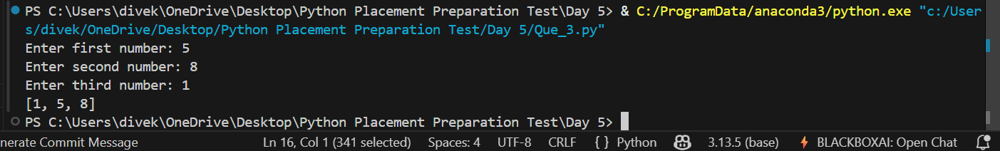 PS C:\Users\divek\OneDrive\Desktop\Python Placement Preparation Test\Day 5> & C:/ProgramData/anaconda3/python.exe "c:/User
s/divek/OneDrive/Desktop/Python Placement Preparation Test/Day 5/Que_3.py"
Enter first number: 5
Enter second number: 8
Enter third number: 1
[1, 5, 8]
PS C:\Users\divek\OneDrive\Desktop\Python Placement Preparation Test\Day 5>
nerate Commit Message Ln 16, Col 1 (341 selected) Spaces: 4 UTF-8 CRLF { } Python 3.13.5 (base) BLACKBOXAI: Open Chat